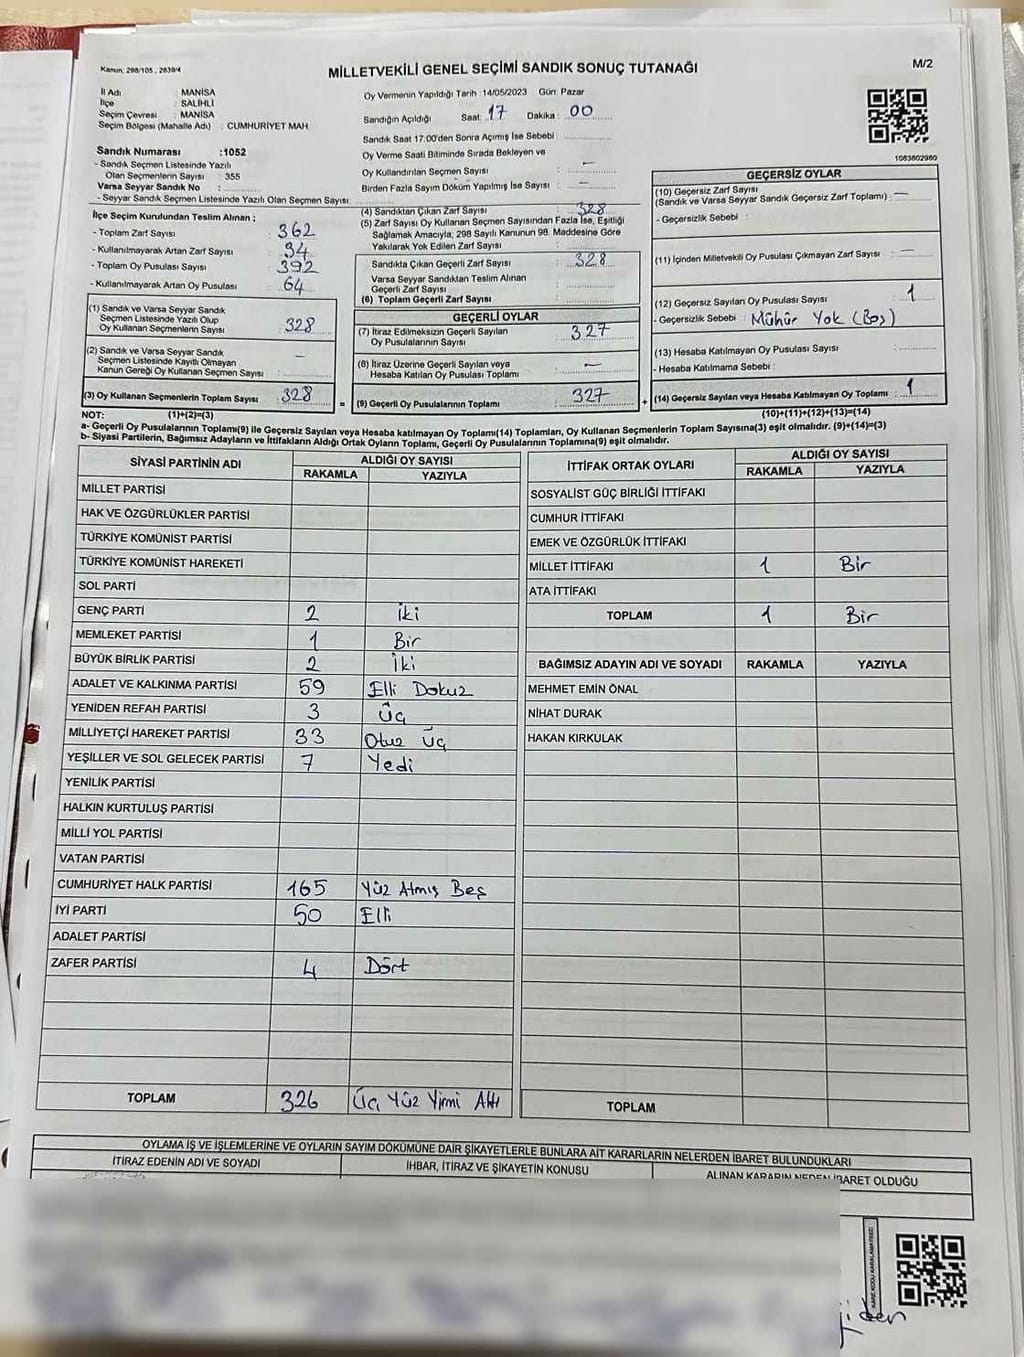 Kanun: 298/105, 2839/4
MİLLETVEKİLİ GENEL SEÇİMİ SANDIK SONUÇ TUTANAĞI
M/2
İl Adı : MANİSA
İlçe : SALİHLİ
Seçim Çevresi : MANİSA
Seçim Bölgesi (Mahalle Adı) : CUMHURİYET MAH.
Sandık Numarası :1052
- Sandık Seçmen Listesinde Yazılı
Olan Seçmenlerin Sayısı : 355
Varsa Seyyar Sandık No :
- Seyyar Sandık Seçmen Listesinde Yazılı Olan Seçmen Sayısı
Oy Vermenin Yapıldığı Tarih :14/05/2023 Gün: Pazar
Sandığın Açıldığı Saat: 17 Dakika: 00
Sandık Saat 17:00'den Sonra Açımış İse Sebebi :
Oy Verme Saati Bitiminde Sırada Bekleyen ve
Oy Kullandırılan Seçmen Sayısı : —
Birden Fazla Sayım Döküm Yapılmış İse Sayısı : —
1083802980
İlçe Seçim Kurulundan Teslim Alınan :
- Toplam Zarf Sayısı : 362
- Kullanılmayarak Artan Zarf Sayısı : 34
- Toplam Oy Pusulası Sayısı : 392
- Kullanılmayarak Artan Oy Pusulası : 64
(1) Sandık ve Varsa Seyyar Sandık
Seçmen Listesinde Yazılı Olup
Oy Kullanan Seçmenlerin Sayısı : 328
(2) Sandık ve Varsa Seyyar Sandık
Seçmen Listesinde Kayıtlı Olmayan
Kanun Gereği Oy Kullanan Seçmen Sayısı : —
(3) Oy Kullanan Seçmenlerin Toplam Sayısı : 328
(4) Sandıktan Çıkan Zarf Sayısı : 328
(5) Zarf Sayısı Oy Kullanan Seçmen Sayısından Fazla İse, Eşitliği
Sağlamak Amacıyla, 298 Sayılı Kanunun 98. Maddesine Göre
Yakılarak Yok Edilen Zarf Sayısı :
Sandıkta Çıkan Geçerli Zarf Sayısı : 328
Varsa Seyyar Sandıktan Teslim Alınan
Geçerli Zarf Sayısı :
(6) Toplam Geçerli Zarf Sayısı :
GEÇERLİ OYLAR
(7) İtiraz Edilmeksizin Geçerli Sayılan
Oy Pusulalarının Sayısı : 327
(8) İtiraz Üzerine Geçerli Sayılan veya
Hesaba Katılan Oy Pusulası Toplamı : —
= (9) Geçerli Oy Pusulalarının Toplamı : 327
GEÇERSİZ OYLAR
(10) Geçersiz Zarf Sayısı
(Sandık ve Varsa Seyyar Sandık Geçersiz Zarf Toplamı) : —
- Geçersizlik Sebebi :
(11) İçinden Milletvekili Oy Pusulası Çıkmayan Zarf Sayısı : —
(12) Geçersiz Sayılan Oy Pusulası Sayısı : 1
- Geçersizlik Sebebi : Mühür Yok (Boş)
(13) Hesaba Katılmayan Oy Pusulası Sayısı :
- Hesaba Katılmama Sebebi :
+ (14) Geçersiz Sayılan veya Hesaba Katılmayan Oy Toplamı : 1
NOT: (1)+(2)=(3)
(10)+(11)+(12)+(13)=(14)
a- Geçerli Oy Pusulalarının Toplamı(9) ile Geçersiz Sayılan veya Hesaba katılmayan Oy Toplamı(14) Toplamları, Oy Kullanan Seçmenlerin Toplam Sayısına(3) eşit olmalıdır. (9)+(14)=(3)
b- Siyasi Partilerin, Bağımsız Adayların ve İttifakların Aldığı Ortak Oyların Toplamı, Geçerli Oy Pusulalarının Toplamına(9) eşit olmalıdır.
SİYASİ PARTİNİN ADI ALDIĞI OY SAYISI
RAKAMLA YAZIYLA
MİLLET PARTİSİ
HAK VE ÖZGÜRLÜKLER PARTİSİ
TÜRKİYE KOMÜNİST PARTİSİ
TÜRKİYE KOMÜNİST HAREKETİ
SOL PARTİ
GENÇ PARTİ 2 İki
MEMLEKET PARTİSİ 1 Bir
BÜYÜK BİRLİK PARTİSİ 2 İki
ADALET VE KALKINMA PARTİSİ 59 Elli Dokuz
YENİDEN REFAH PARTİSİ 3 Üç
MİLLİYETÇİ HAREKET PARTİSİ 33 Otuz Üç
YEŞİLLER VE SOL GELECEK PARTİSİ 7 Yedi
YENİLİK PARTİSİ
HALKIN KURTULUŞ PARTİSİ
MİLLİ YOL PARTİSİ
VATAN PARTİSİ
CUMHURİYET HALK PARTİSİ 165 Yüz Atmış Beş
İYİ PARTİ 50 Elli
ADALET PARTİSİ
ZAFER PARTİSİ 4 Dört
TOPLAM 326 Üç Yüz Yirmi Altı
İTTİFAK ORTAK OYLARI ALDIĞI OY SAYISI
RAKAMLA YAZIYLA
SOSYALİST GÜÇ BİRLİĞİ İTTİFAKI
CUMHUR İTTİFAKI
EMEK VE ÖZGÜRLÜK İTTİFAKI
MİLLET İTTİFAKI 1 Bir
ATA İTTİFAKI
TOPLAM 1 Bir
BAĞIMSIZ ADAYIN ADI VE SOYADI RAKAMLA YAZIYLA
MEHMET EMİN ÖNAL
NİHAT DURAK
HAKAN KIRKULAK
TOPLAM
OYLAMA İŞ VE İŞLEMLERİNE VE OYLARIN SAYIM DÖKÜMÜNE DAİR ŞİKAYETLERLE BUNLARA AİT KARARLARIN NELERDEN İBARET BULUNDUKLARI
İTİRAZ EDENİN ADI VE SOYADI İHBAR, İTİRAZ VE ŞİKAYETİN KONUSU ALINAN KARARIN NEDEN İBARET OLDUĞU